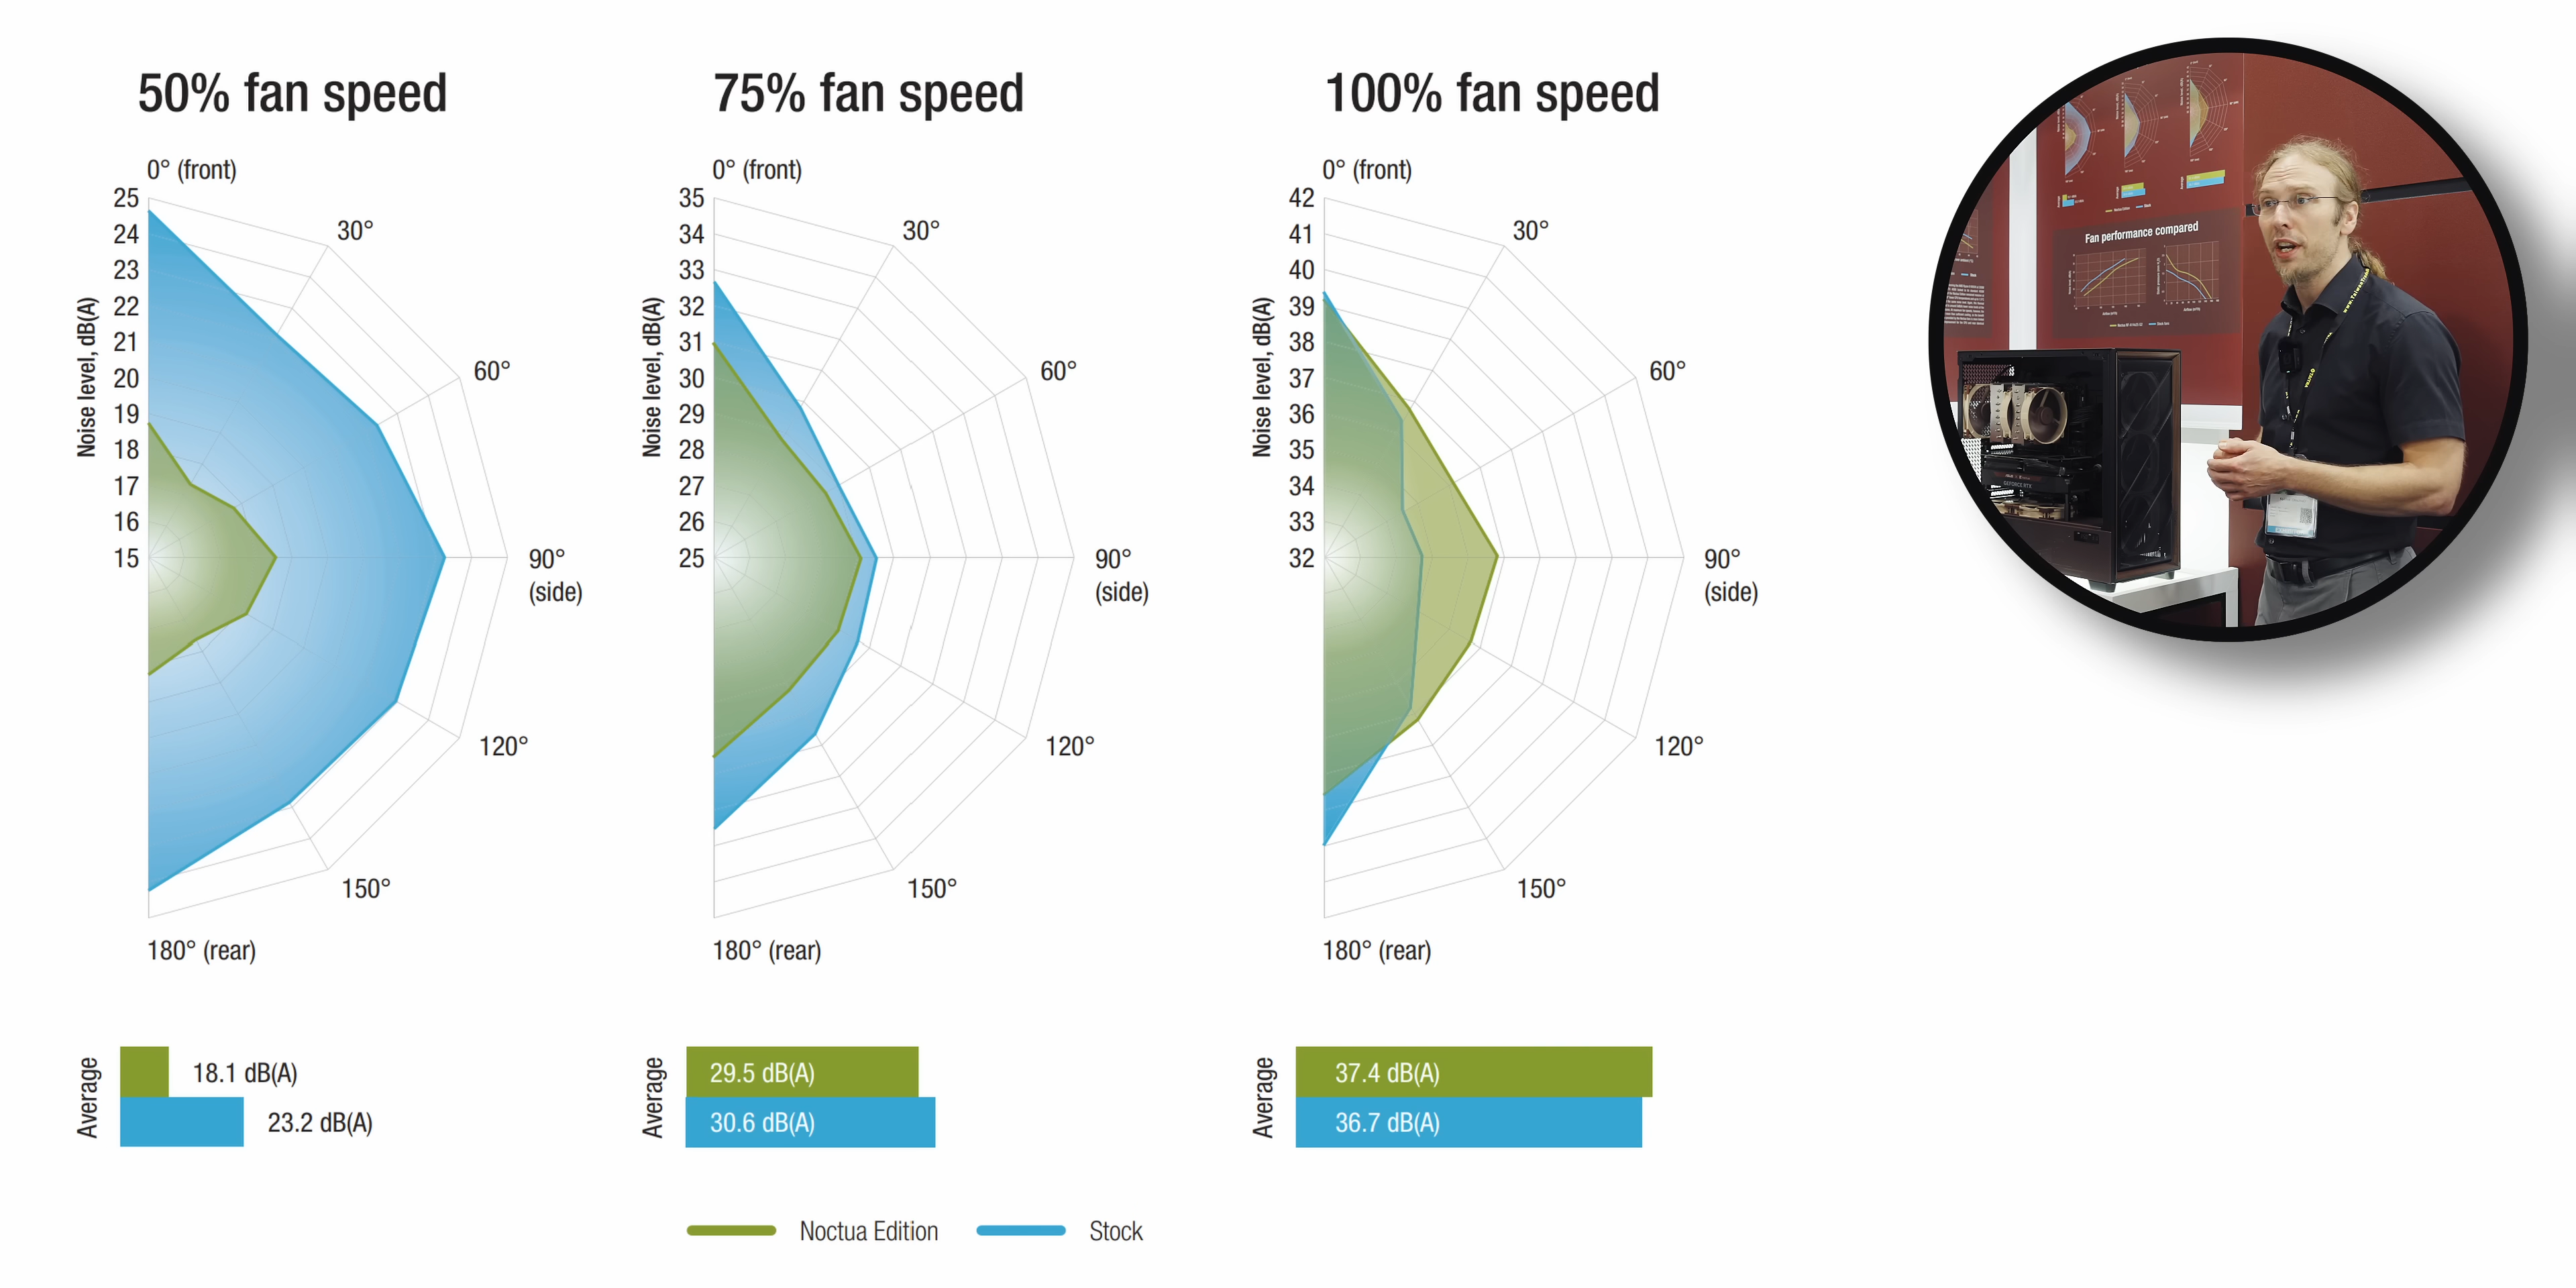 50% fan speed
0° (front)
30°
60°
90°
(side)
120°
150°
180° (rear)
25
24
23
22
21
20
19
18
17
16
15
Noise level, dB(A)
Average
18.1 dB(A)
23.2 dB(A)
75% fan speed
0° (front)
30°
60°
90°
(side)
120°
150°
180° (rear)
35
34
33
32
31
30
29
28
27
26
25
Noise level, dB(A)
Average
29.5 dB(A)
30.6 dB(A)
100% fan speed
0° (front)
30°
60°
90°
(side)
120°
150°
180° (rear)
42
41
40
39
38
37
36
35
34
33
32
Noise level, dB(A)
Average
37.4 dB(A)
36.7 dB(A)
Noctua Edition
Stock
Fan performance compared
GEFORCE RTX